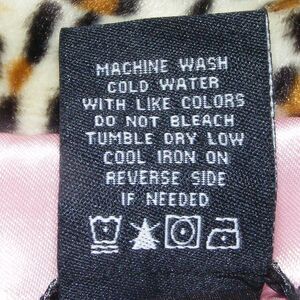 MACHINE WASH
COLD WATER
WITH LIKE COLORS
DO NOT BLEACH
TUMBLE DRY LOW
COOL IRON ON
REVERSE SIDE
IF NEEDED